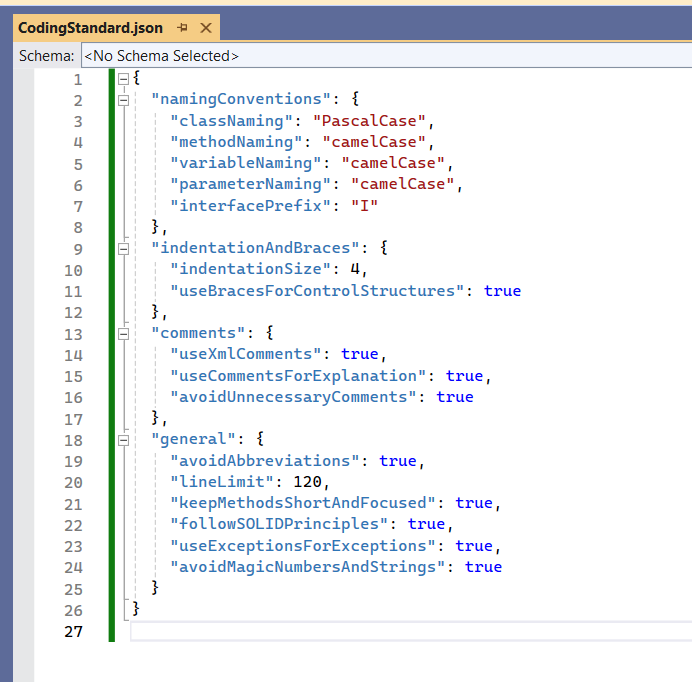 CodingStandard.json
Schema: <No Schema Selected>
1 {
2   "namingConventions": {
3     "classNaming": "PascalCase",
4     "methodNaming": "camelCase",
5     "variableNaming": "camelCase",
6     "parameterNaming": "camelCase",
7     "interfacePrefix": "I"
8   },
9   "indentationAndBraces": {
10     "indentationSize": 4,
11     "useBracesForControlStructures": true
12   },
13   "comments": {
14     "useXmlComments": true,
15     "useCommentsForExplanation": true,
16     "avoidUnnecessaryComments": true
17   },
18   "general": {
19     "avoidAbbreviations": true,
20     "lineLimit": 120,
21     "keepMethodsShortAndFocused": true,
22     "followSOLIDPrinciples": true,
23     "useExceptionsForExceptions": true,
24     "avoidMagicNumbersAndStrings": true
25   }
26 }
27